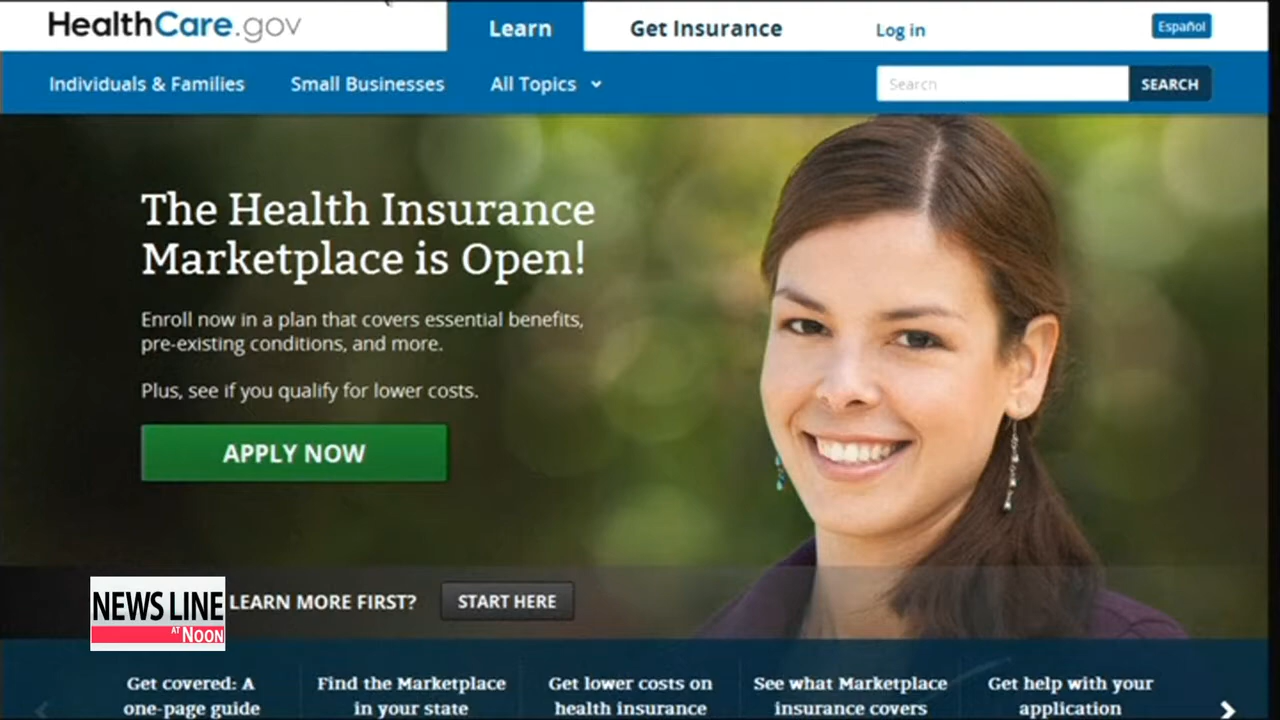 HealthCare.gov
Learn
Get Insurance
Log in
Español
Individuals & Families
Small Businesses
All Topics
Search
SEARCH
The Health Insurance
Marketplace is Open!
Enroll now in a plan that covers essential benefits,
pre-existing conditions, and more.
Plus, see if you qualify for lower costs.
APPLY NOW
NEWS LINE
AT NOON
LEARN MORE FIRST?
START HERE
Get covered: A
one-page guide
Find the Marketplace
in your state
Get lower costs on
health insurance
See what Marketplace
insurance covers
Get help with your
application